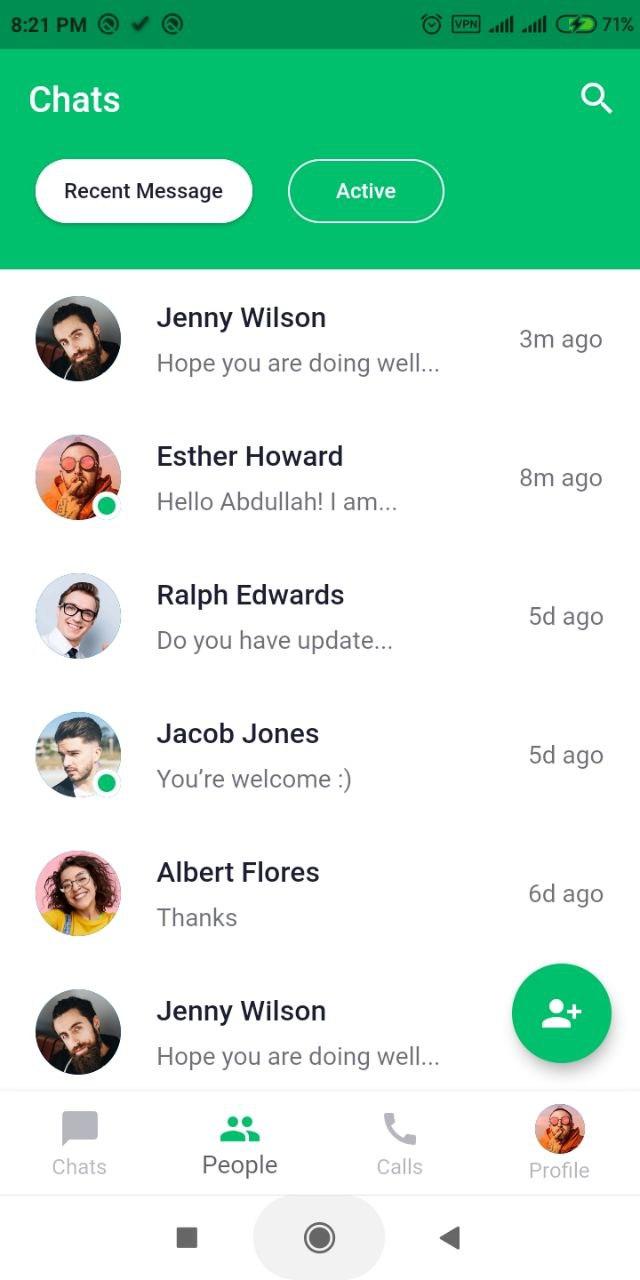 8:21 PM VPN 71%
Chats
Recent Message Active
Jenny Wilson
Hope you are doing well...
3m ago
Esther Howard
Hello Abdullah! I am...
8m ago
Ralph Edwards
Do you have update...
5d ago
Jacob Jones
You’re welcome :)
5d ago
Albert Flores
Thanks
6d ago
Jenny Wilson
Hope you are doing well...
Chats People Calls Profile